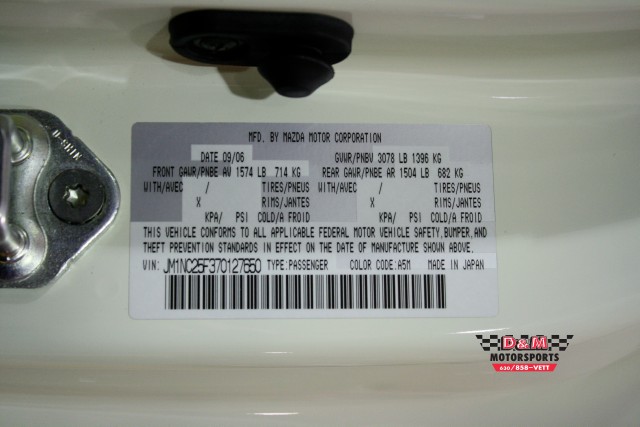 MFD. BY MAZDA MOTOR CORPORATION
DATE 09/06 GVWR/PNBV 3078 LB 1396 KG
FRONT GAWR/PNBE AV 1574 LB 714 KG REAR GAWR/PNBE AR 1504 LB 682 KG
WITH/AVEC / TIRES/PNEUS WITH/AVEC / TIRES/PNEUS
X RIMS/JANTES X RIMS/JANTES
KPA/ PSI COLD/A FROID KPA/ PSI COLD/A FROID
THIS VEHICLE CONFORMS TO ALL APPLICABLE FEDERAL MOTOR VEHICLE SAFETY, BUMPER, AND
THEFT PREVENTION STANDARDS IN EFFECT ON THE DATE OF MANUFACTURE SHOWN ABOVE.
VIN: JM1NC25F370127650 TYPE:PASSENGER COLOR CODE:A5M MADE IN JAPAN
D&M
MOTORSPORTS
630/858-VETT